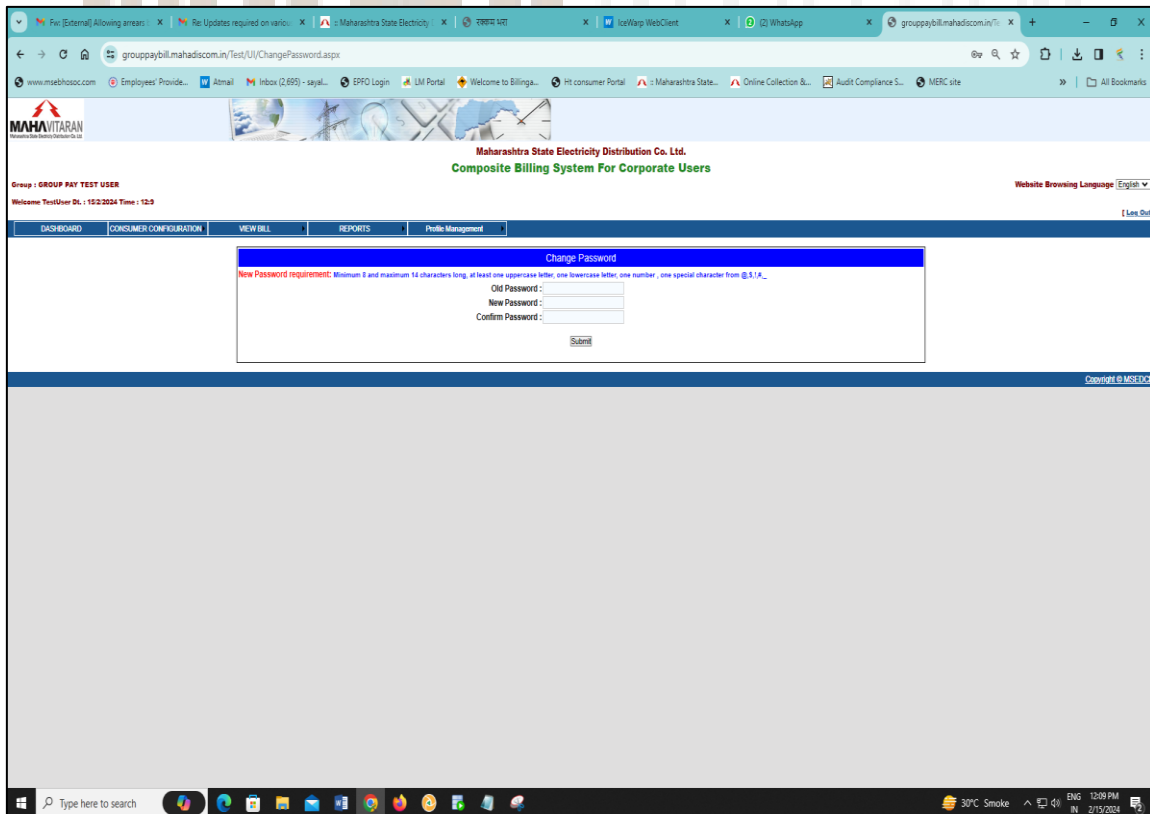 Fw: [External] Allowing arrears
Re: Updates required on variou
:: Maharashtra State Electricity
रक्कम भरा
IceWarp WebClient
(2) WhatsApp
grouppaybill.mahadiscom.in/Te
grouppaybill.mahadiscom.in/Test/UI/ChangePassword.aspx
www.msebhosoc.com
Employees' Provide...
Atmail
Inbox (2,695) - sayal...
EPFO Login
LM Portal
Welcome to Billinga...
Ht consumer Portal
:: Maharashtra State...
Online Collection &...
Audit Compliance S...
MERC site
All Bookmarks
MAHAVITARAN
Maharashtra State Electricity Distribution Co. Ltd.
Composite Billing System For Corporate Users
Group : GROUP PAY TEST USER
Website Browsing Language English
Welcome TestUser Dt. : 15/2/2024 Time : 12:9
[ Log Out
DASHBOARD
CONSUMER CONFIGURATION
VIEW BILL
REPORTS
Profile Management
Change Password
New Password requirement: Minimum 8 and maximum 14 characters long, at least one uppercase letter, one lowercase letter, one number , one special character from @,$,!,#,_
Old Password :
New Password :
Confirm Password :
Submit
Copyright © MSEDC
Type here to search
30°C Smoke
ENG
IN
12:09 PM
2/15/2024